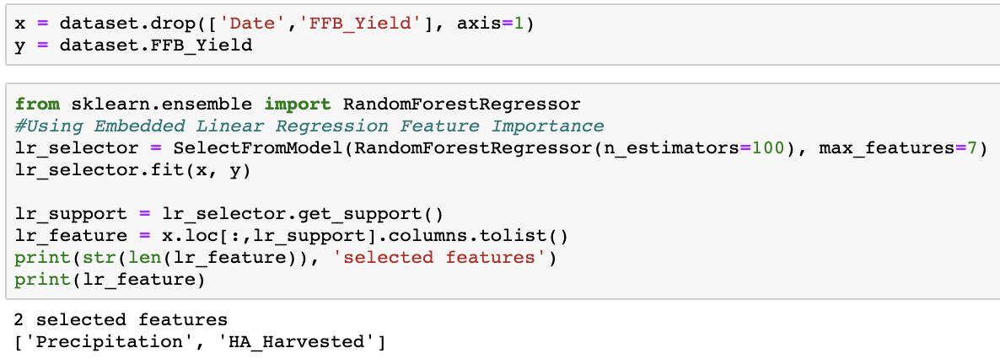 x = dataset.drop(['Date','FFB_Yield'], axis=1)
y = dataset.FFB_Yield
from sklearn.ensemble import RandomForestRegressor
#Using Embedded Linear Regression Feature Importance
lr_selector = SelectFromModel(RandomForestRegressor(n_estimators=100), max_features=7)
lr_selector.fit(x, y)
lr_support = lr_selector.get_support()
lr_feature = x.loc[:,lr_support].columns.tolist()
print(str(len(lr_feature)), 'selected features')
print(lr_feature)
2 selected features
['Precipitation', 'HA_Harvested']